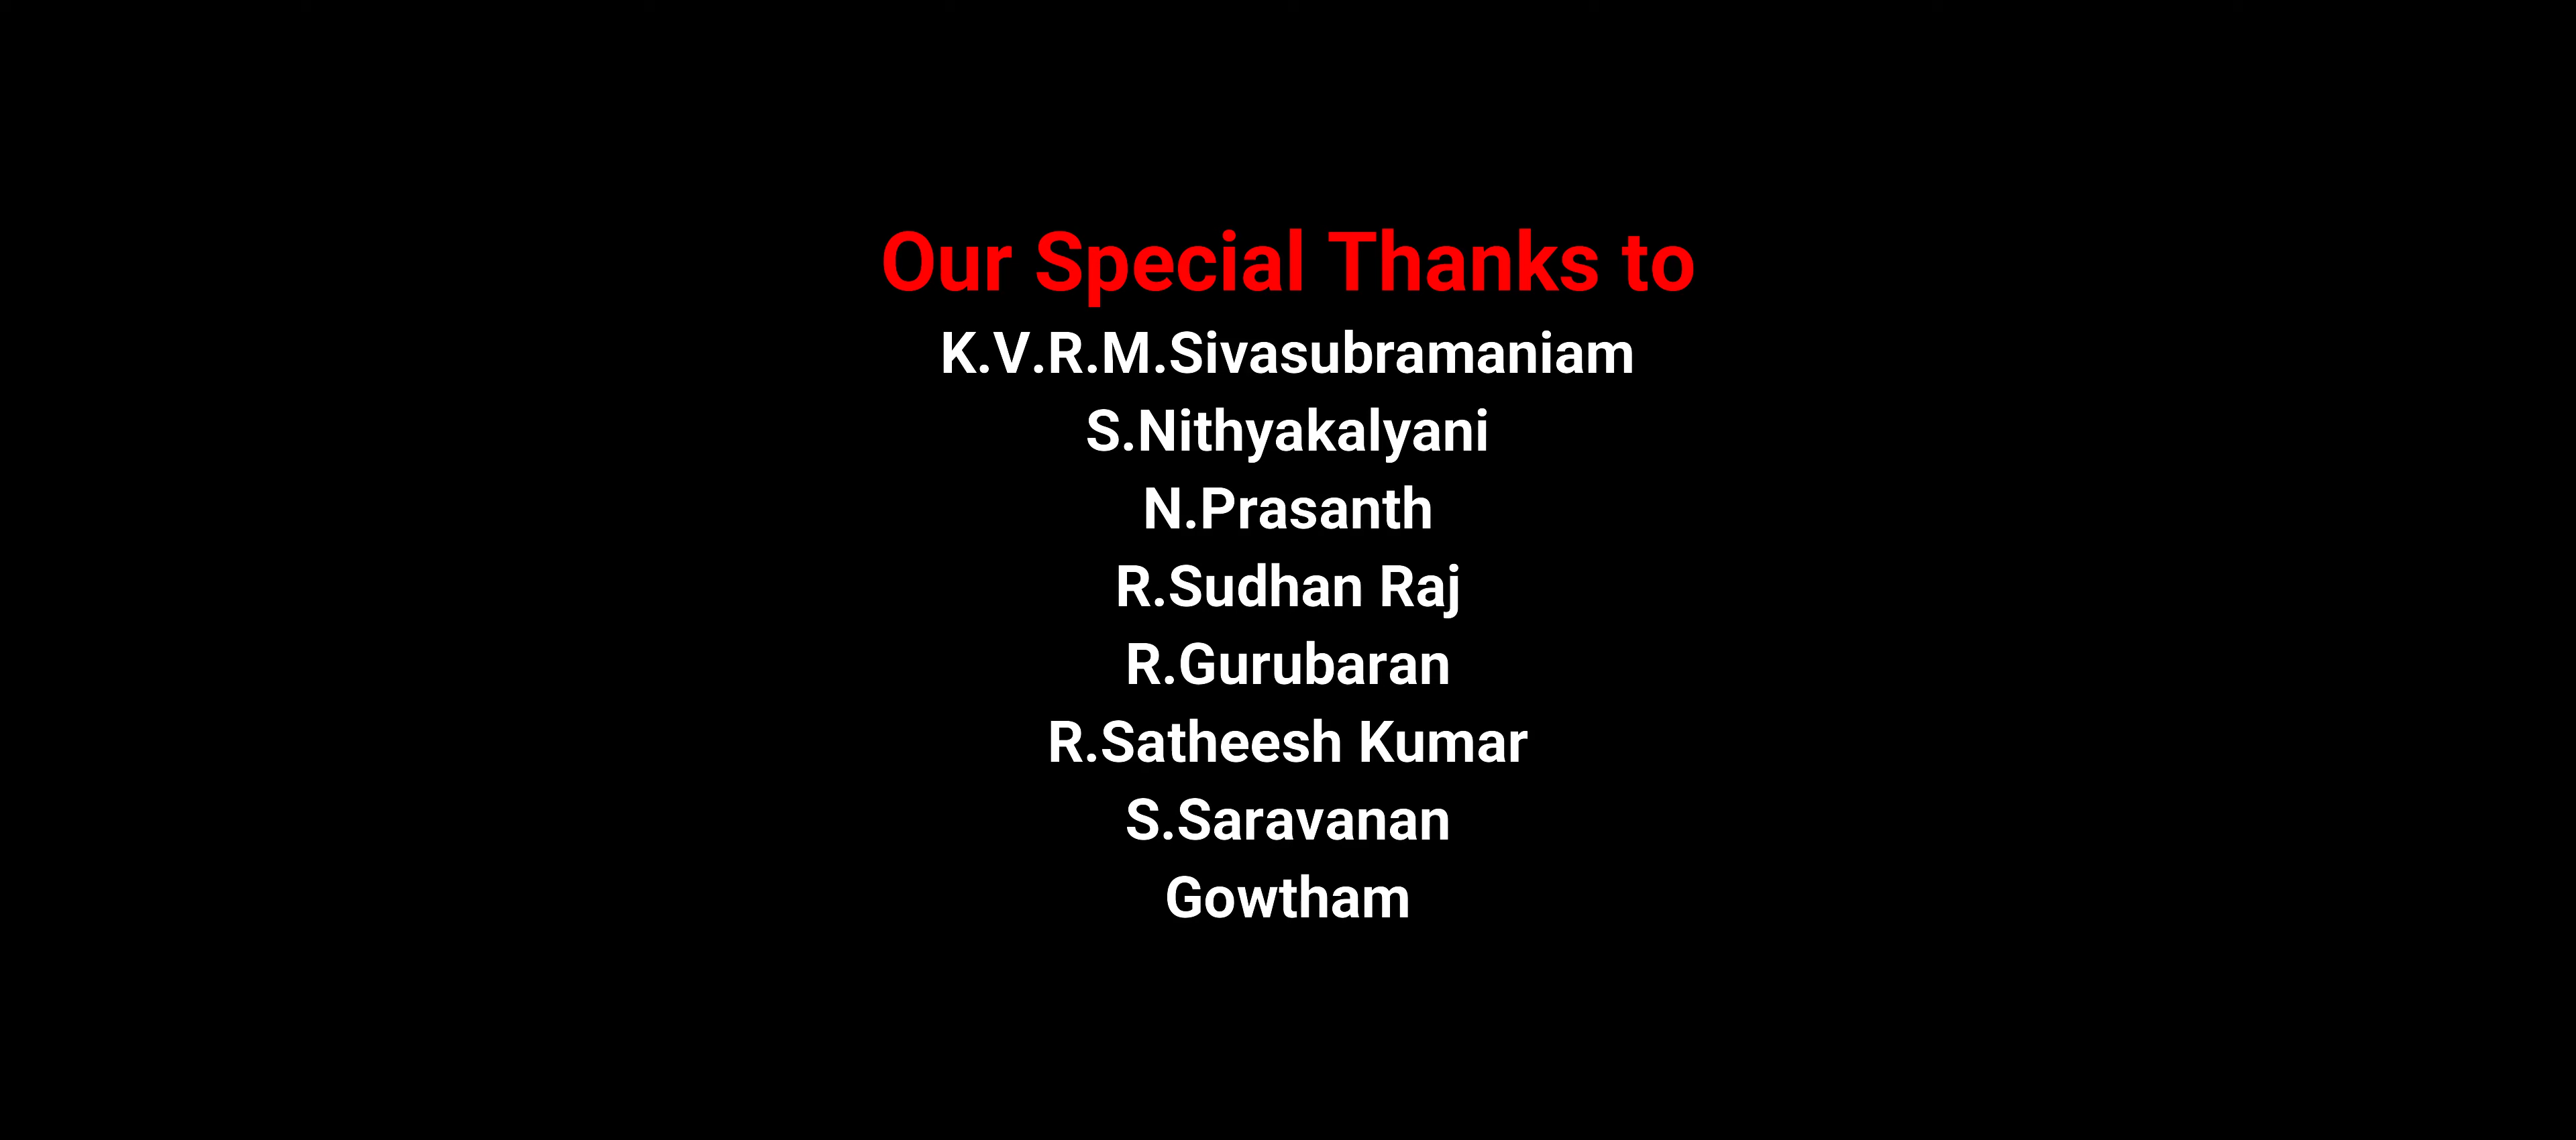 Our Special Thanks to
K.V.R.M.Sivasubramaniam
S.Nithyakalyani
N.Prasanth
R.Sudhan Raj
R.Gurubaran
R.Satheesh Kumar
S.Saravanan
Gowtham